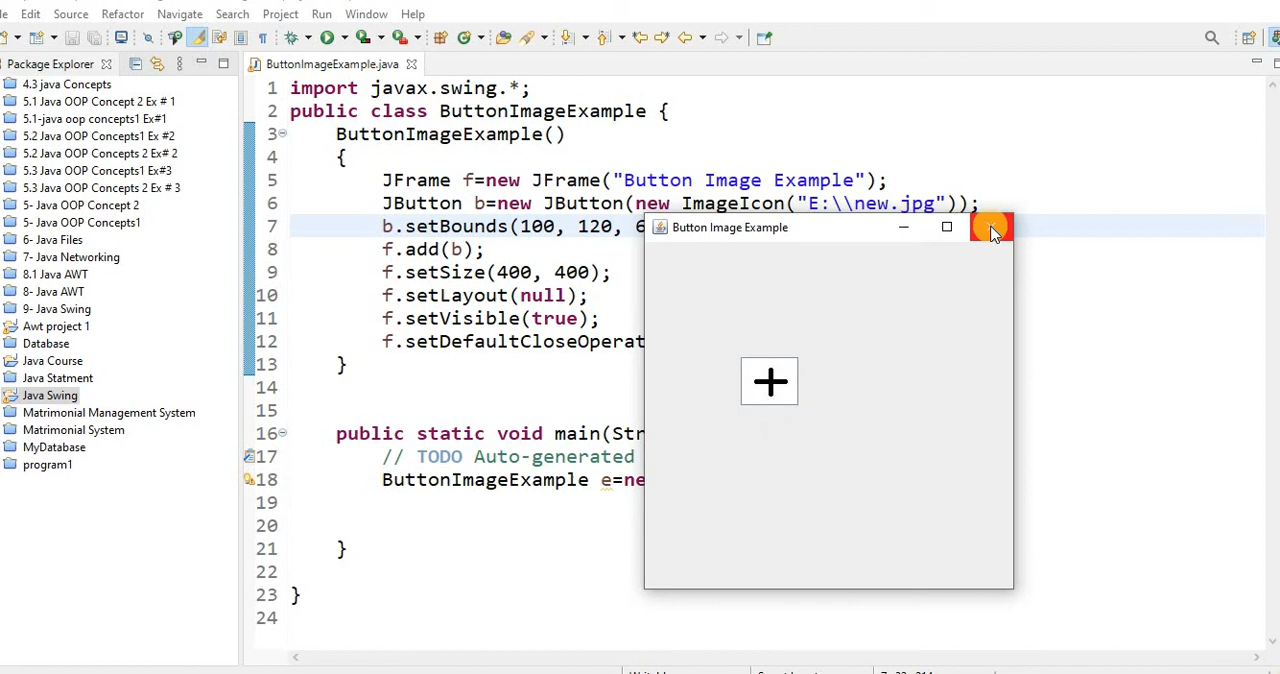 Edit Source Refactor Navigate Search Project Run Window Help
Package Explorer
ButtonImageExample.java
4.3 java Concepts
5.1 Java OOP Concept 2 Ex # 1
5.1-java oop concepts1 Ex#1
5.2 Java OOP Concepts1 Ex #2
5.2 Java OOP Concepts 2 Ex# 2
5.3 Java OOP Concepts1 Ex#3
5.3 Java OOP Concepts 2 Ex # 3
5- Java OOP Concept 2
5- Java OOP Concepts1
6- Java Files
7- Java Networking
8.1 Java AWT
8- Java AWT
9- Java Swing
Awt project 1
Database
Java Course
Java Statment
Java Swing
Matrimonial Management System
Matrimonial System
MyDatabase
program1
1 import javax.swing.*;
2 public class ButtonImageExample {
3 ButtonImageExample()
4 {
5 JFrame f=new JFrame("Button Image Example");
6 JButton b=new JButton(new ImageIcon("E:\\new.jpg"));
7 b.setBounds(100, 120, 6
8 f.add(b);
9 f.setSize(400, 400);
10 f.setLayout(null);
11 f.setVisible(true);
12 f.setDefaultCloseOperat
13 }
14
15
16 public static void main(Str
17 // TODO Auto-generated
18 ButtonImageExample e=ne
19
20
21 }
22
23 }
24
Button Image Example
+